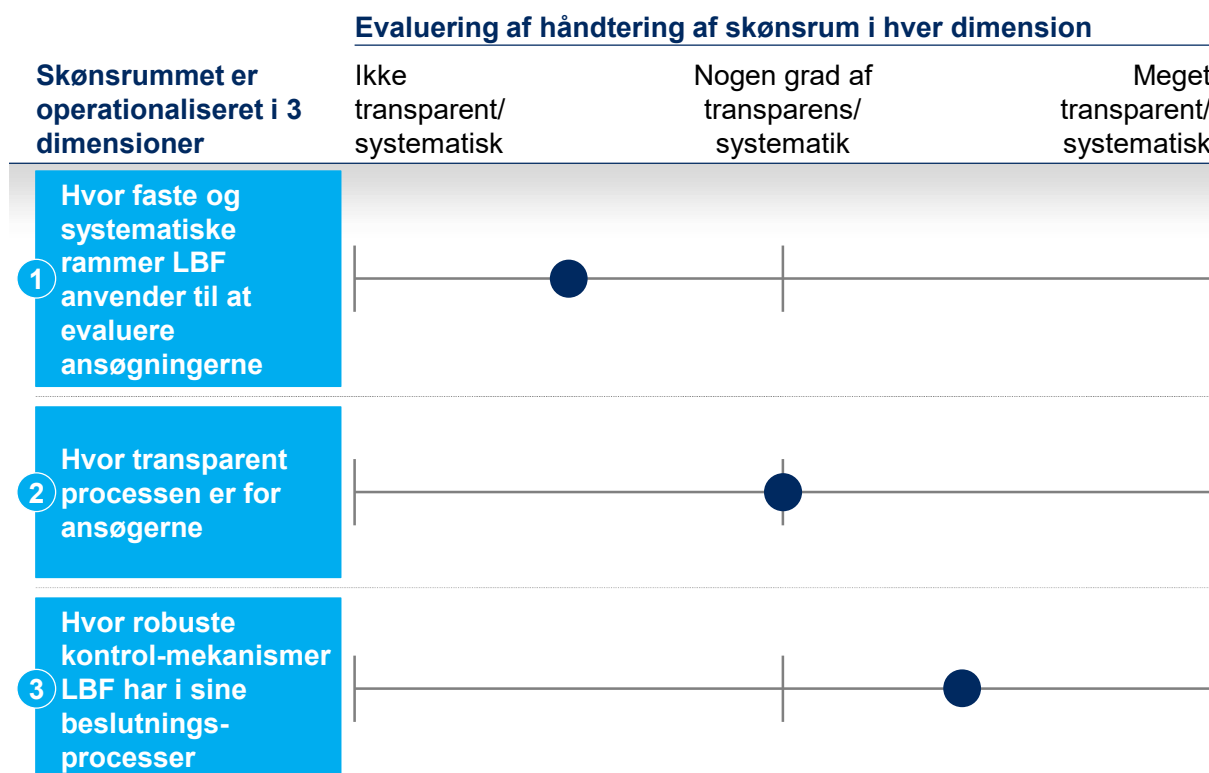 Evaluering af håndtering af skønsrum i hver dimension
Skønsrummet er
operationaliseret i 3
dimensioner
Ikke
transparent/
systematisk
Nogen grad af
transparens/
systematik
Meget
transparent/
systematisk
1
Hvor faste og
systematiske
rammer LBF
anvender til at
evaluere
ansøgningerne
2
Hvor transparent
processen er for
ansøgerne
3
Hvor robuste
kontrol-mekanismer
LBF har i sine
beslutnings-
processer